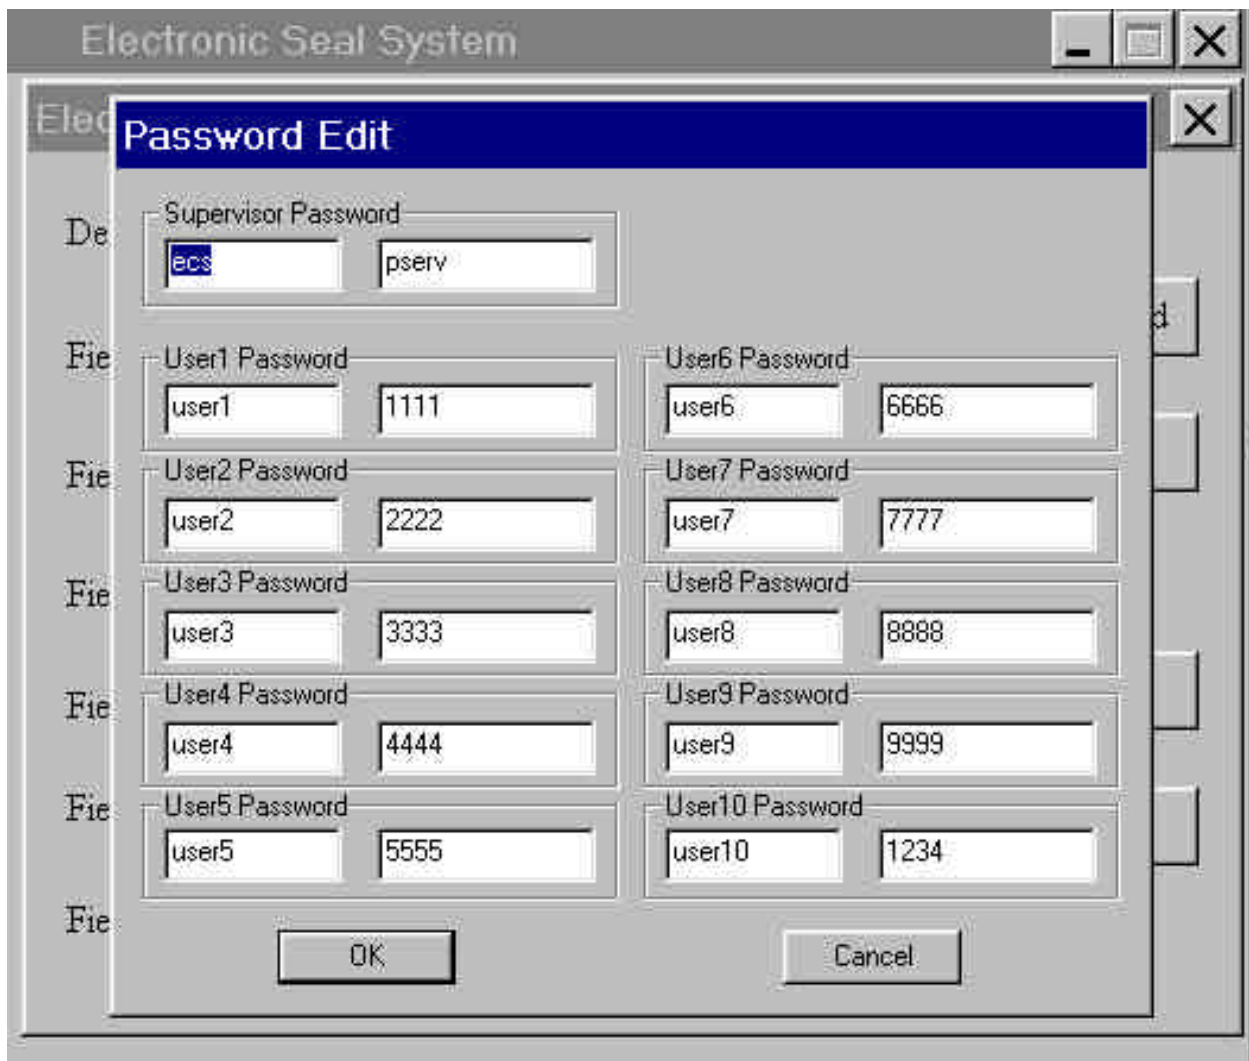 Electronic Seal System
Elec
Password Edit
Supervisor Password
ecs pserv
De
d
Fie
User1 Password User6 Password
user1 1111 user6 6666
Fie
User2 Password User7 Password
user2 2222 user7 7777
Fie
User3 Password User8 Password
user3 3333 user8 8888
Fie
User4 Password User9 Password
user4 4444 user9 9999
Fie
User5 Password User10 Password
user5 5555 user10 1234
Fie
OK Cancel